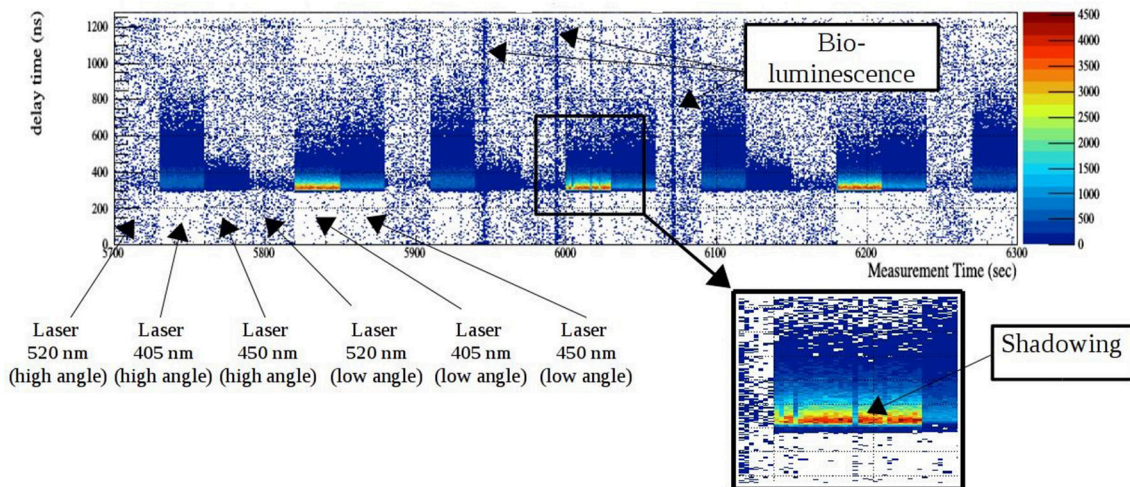 delay time (ns)
1200
1000
800
600
400
200
0
5700
5800
5900
6000
6100
6200
6300
Measurement Time (sec)
4500
4000
3500
3000
2500
2000
1500
1000
500
0
Bio-
luminescence
Laser
520 nm
(high angle)
Laser
405 nm
(high angle)
Laser
450 nm
(high angle)
Laser
520 nm
(low angle)
Laser
405 nm
(low angle)
Laser
450 nm
(low angle)
Shadowing